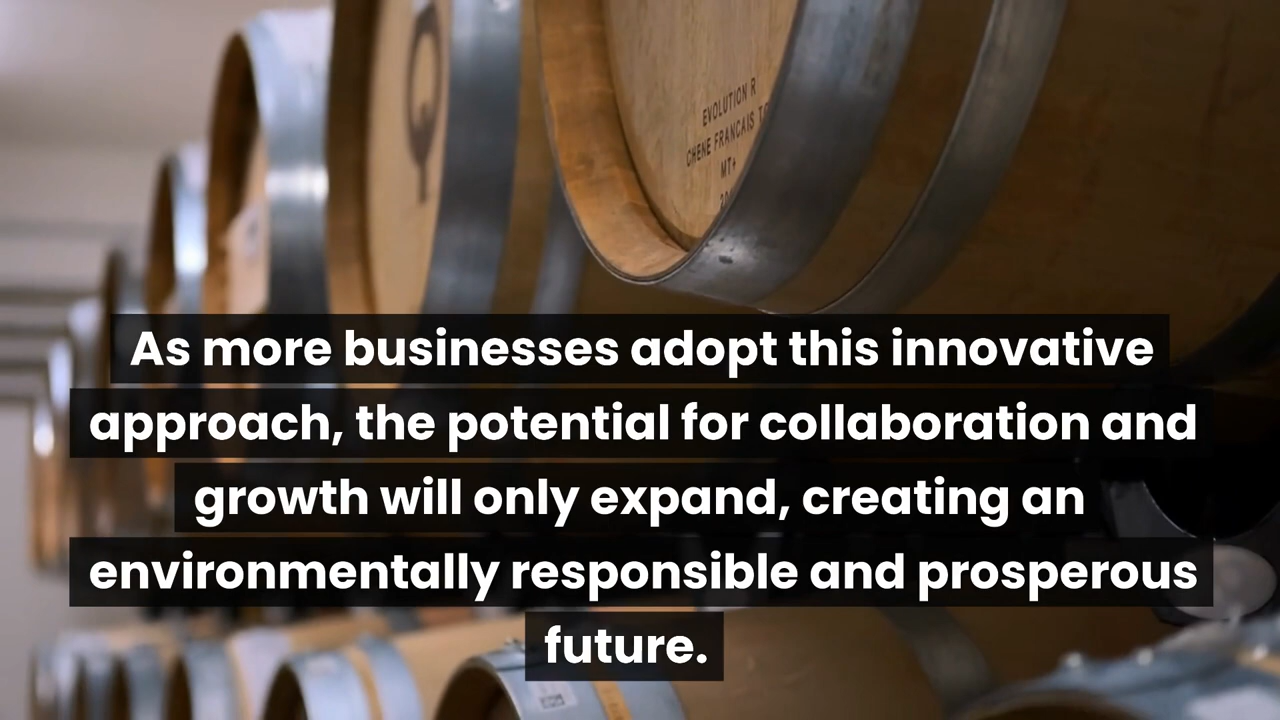 EVOLUTION R
CHENE FRANCAIS
MT+
As more businesses adopt this innovative
approach, the potential for collaboration and
growth will only expand, creating an
environmentally responsible and prosperous
future.